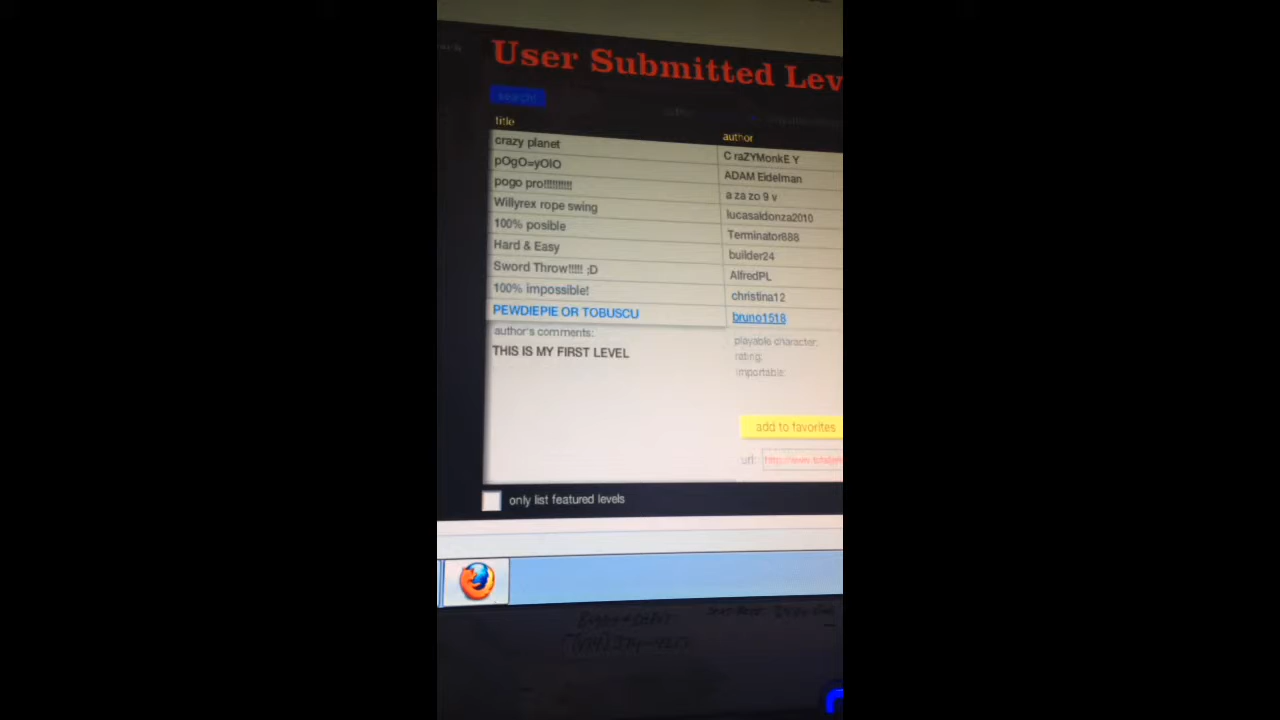 User Submitted Lev
search!
title
author
crazy planet
C raZYMonkE Y
pOgO=yOlO
ADAM Eidelman
pogo pro!!!!!!!!!!
a za zo 9 v
Willyrex rope swing
lucasaldonza2010
100% posible
Terminator888
Hard & Easy
builder24
Sword Throw!!!!! ;D
AlfredPL
100% impossible!
christina12
PEWDIEPIE OR TOBUSCU
bruno1518
author's comments:
playable character:
THIS IS MY FIRST LEVEL
rating:
importable:
add to favorites
url:
only list featured levels